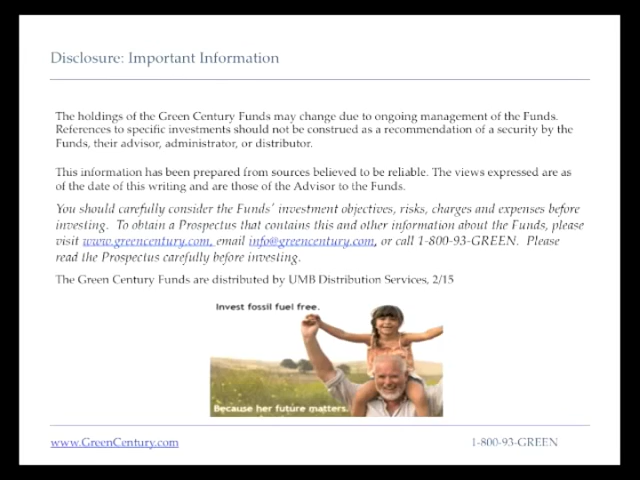 Disclosure: Important Information
The holdings of the Green Century Funds may change due to ongoing management of the Funds.
References to specific investments should not be construed as a recommendation of a security by the
Funds, their advisor, administrator, or distributor.
This information has been prepared from sources believed to be reliable. The views expressed are as
of the date of this writing and are those of the Advisor to the Funds.
You should carefully consider the Funds' investment objectives, risks, charges and expenses before
investing. To obtain a Prospectus that contains this and other information about the Funds, please
visit www.greencentury.com, email info@greencentury.com, or call 1-800-93-GREEN. Please
read the Prospectus carefully before investing.
The Green Century Funds are distributed by UMB Distribution Services, 2/15
Invest fossil fuel free.
Because her future matters.
www.GreenCentury.com 1-800-93-GREEN